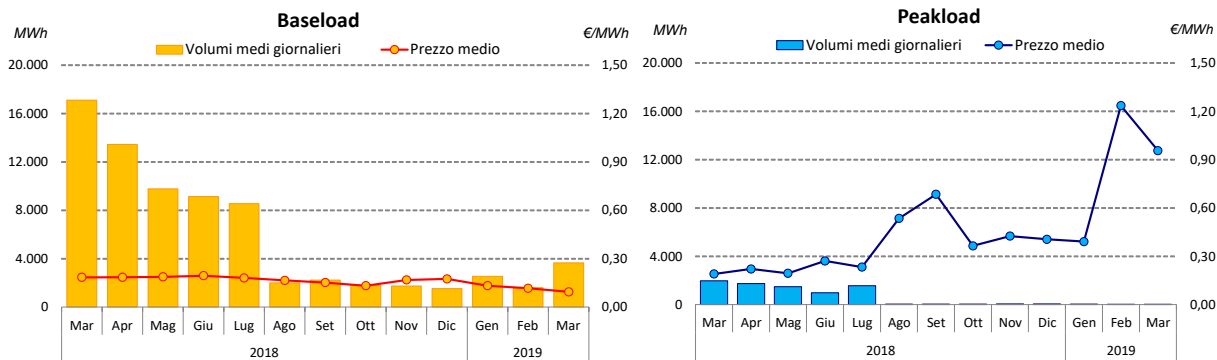 Baseload
MWh
€/MWh
Volumi medi giornalieri
Prezzo medio
20.000
16.000
12.000
8.000
4.000
0
1,50
1,20
0,90
0,60
0,30
0,00
Mar Apr Mag Giu Lug Ago Set Ott Nov Dic Gen Feb Mar
2018 2019
Peakload
MWh
€/MWh
Volumi medi giornalieri
Prezzo medio
20.000
16.000
12.000
8.000
4.000
0
1,50
1,20
0,90
0,60
0,30
0,00
Mar Apr Mag Giu Lug Ago Set Ott Nov Dic Gen Feb Mar
2018 2019